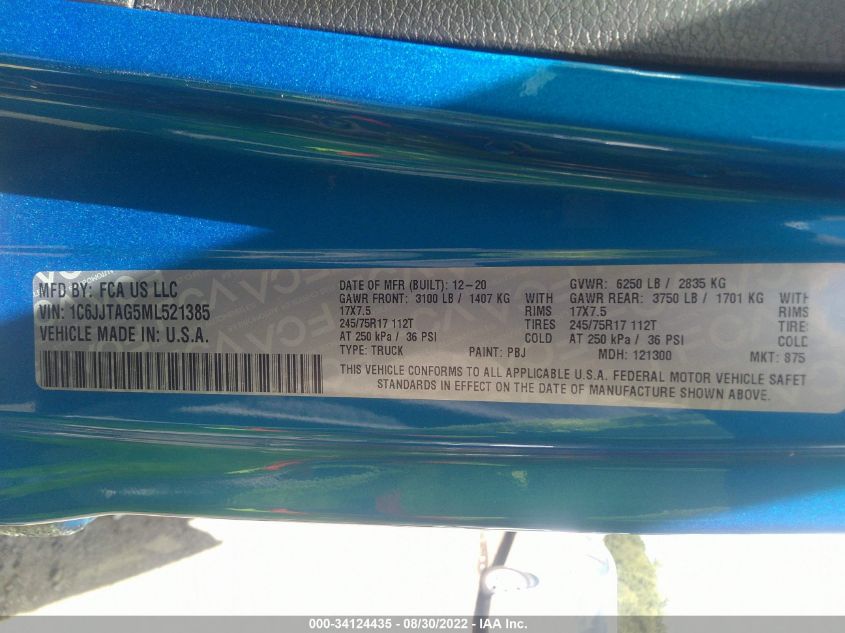 MFD BY: FCA US LLC
VIN: 1C6JJTAG5ML521385
VEHICLE MADE IN U.S.A.
DATE OF MFR (BUILT): 12-20 GVWR: 6250 LB / 2835 KG
GAWR FRONT: 3100 LB / 1407 KG WITH GAWR REAR: 3750 LB / 1701 KG WITH
17X7.5 RIMS 17X7.5 RIMS
245/75R17 112T TIRES 245/75R17 112T TIRES
AT 250 kPa / 36 PSI COLD AT 250 kPa / 36 PSI COLD
TYPE: TRUCK PAINT: PBJ MDH: 121300 MKT: 875
THIS VEHICLE CONFORMS TO ALL APPLICABLE U.S.A. FEDERAL MOTOR VEHICLE SAFET
STANDARDS IN EFFECT ON THE DATE OF MANUFACTURE SHOWN ABOVE.
000-34124435 - 08/30/2022 - IAA Inc.